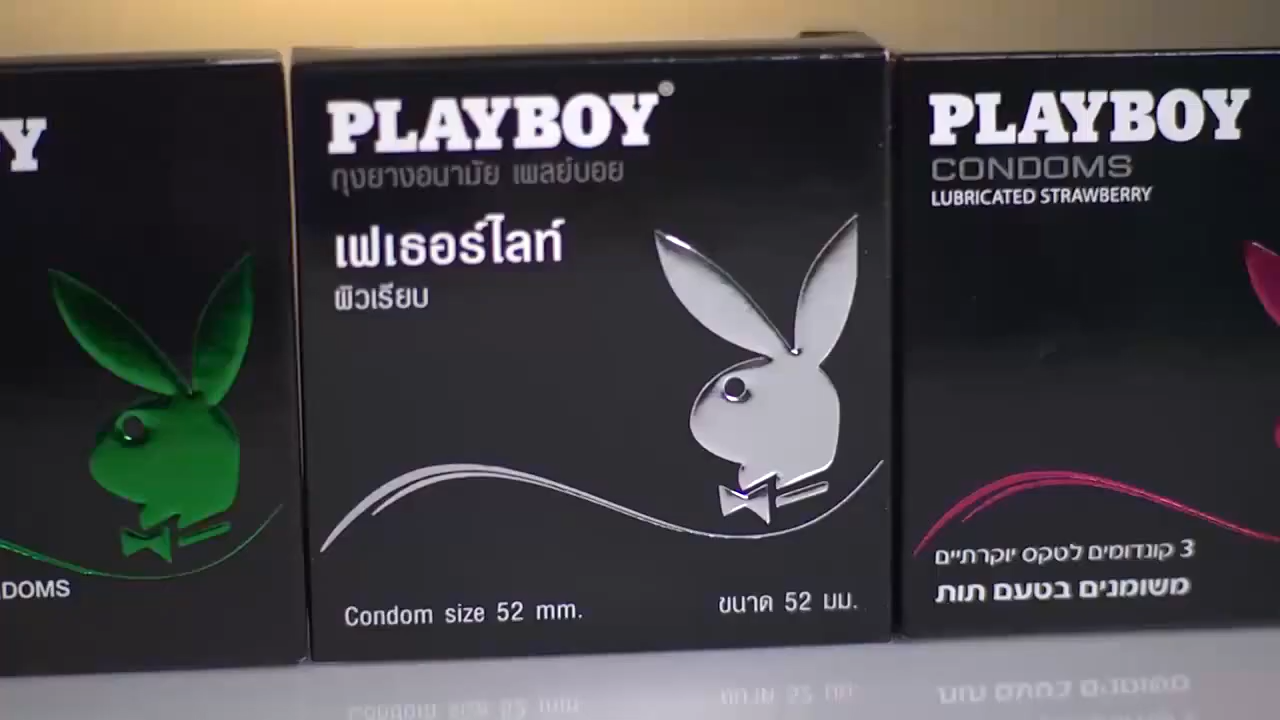 PLAYBOY®
ถุงยางอนามัย เพลย์บอย
เฟเธอร์ไลท์
ผิวเรียบ
Condom size 52 mm.
ขนาด 52 มม.
PLAYBOY
CONDOMS
LUBRICATED STRAWBERRY
3 קונדומים לטקס יוקרתיים
משומנים בטעם תות